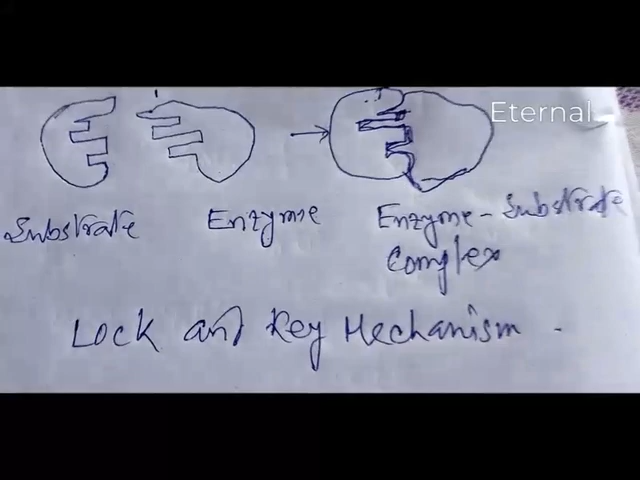 Eternal
Substrate
Enzyme
Enzyme - Substrate
Complex
Lock and Key Mechanism -